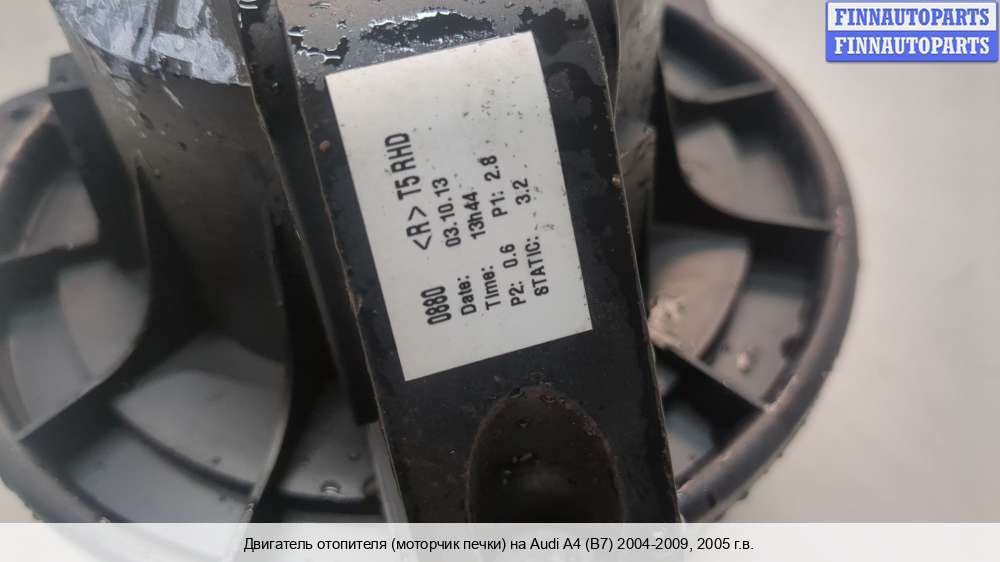 FINNAUTOPARTS
FINNAUTOPARTS
0880 <R> T5 RHD
Date: 03.10.13
Time: 13h44
P2: 0.6 P1: 2.8
STATIC: 3.2
Двигатель отопителя (моторчик печки) на Audi A4 (B7) 2004-2009, 2005 г.в.